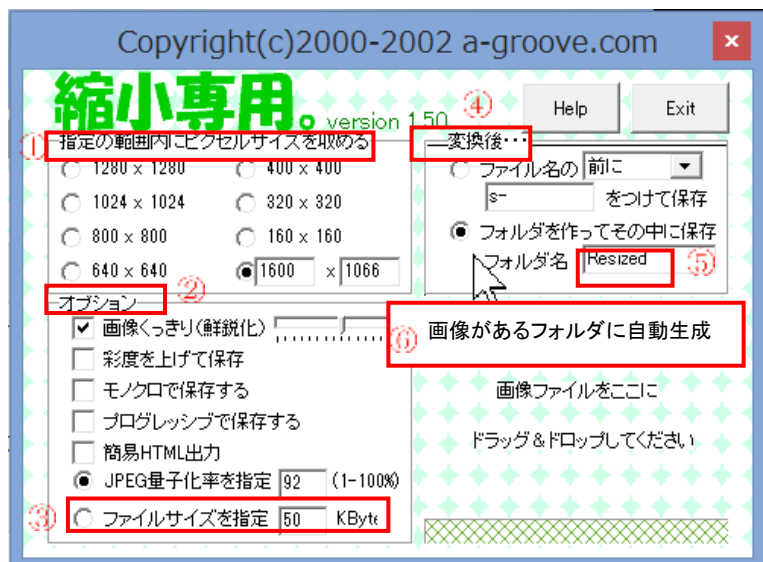 Copyright(c)2000-2002 a-groove.com
×
縮小専用。version 1.50
④
Help
Exit
①
指定の範囲内にピクセルサイズを収める
1280 x 1280
400 x 400
1024 x 1024
320 x 320
800 x 800
160 x 160
640 x 640
1600 x 1066
変換後・・・
ファイル名の 前に
s-
をつけて保存
フォルダを作ってその中に保存
フォルダ名 Resized
⑤
②
オプション
画像くっきり(鮮鋭化)
彩度を上げて保存
モノクロで保存する
プログレッシブで保存する
簡易HTML出力
JPEG量子化率を指定 92 (1-100%)
③
ファイルサイズを指定 50 KByte
⑥
画像があるフォルダに自動生成
画像ファイルをここに
ドラッグ&ドロップしてください